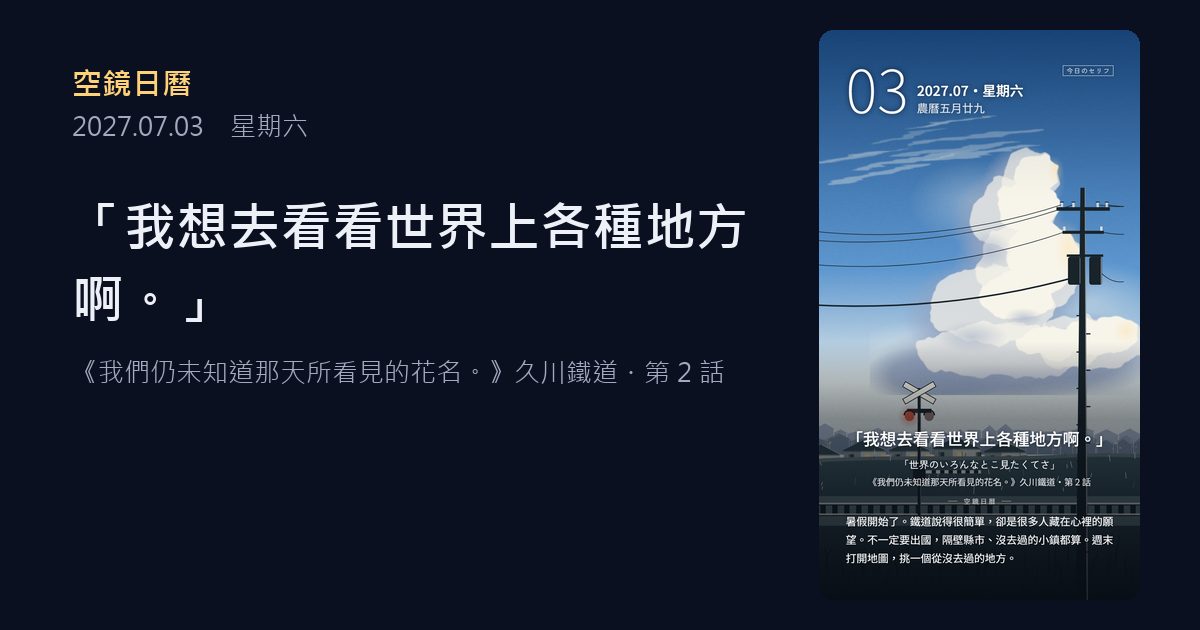 空鏡日曆
2027.07.03 星期六
「我想去看看世界上各種地方
啊。」
《我們仍未知道那天所看見的花名。》久川鐵道・第 2 話
03
2027.07・星期六
農曆五月廿九
今日のセリフ
「我想去看看世界上各種地方啊。」
「世界のいろんなとこ見たくてさ」
《我們仍未知道那天所看見的花名。》久川鐵道・第 2 話
— 空鏡日曆 —
暑假開始了。鐵道說得很簡單，卻是很多人藏在心裡的願
望。不一定要出國，隔壁縣市、沒去過的小鎮都算。週末
打開地圖，挑一個從沒去過的地方。